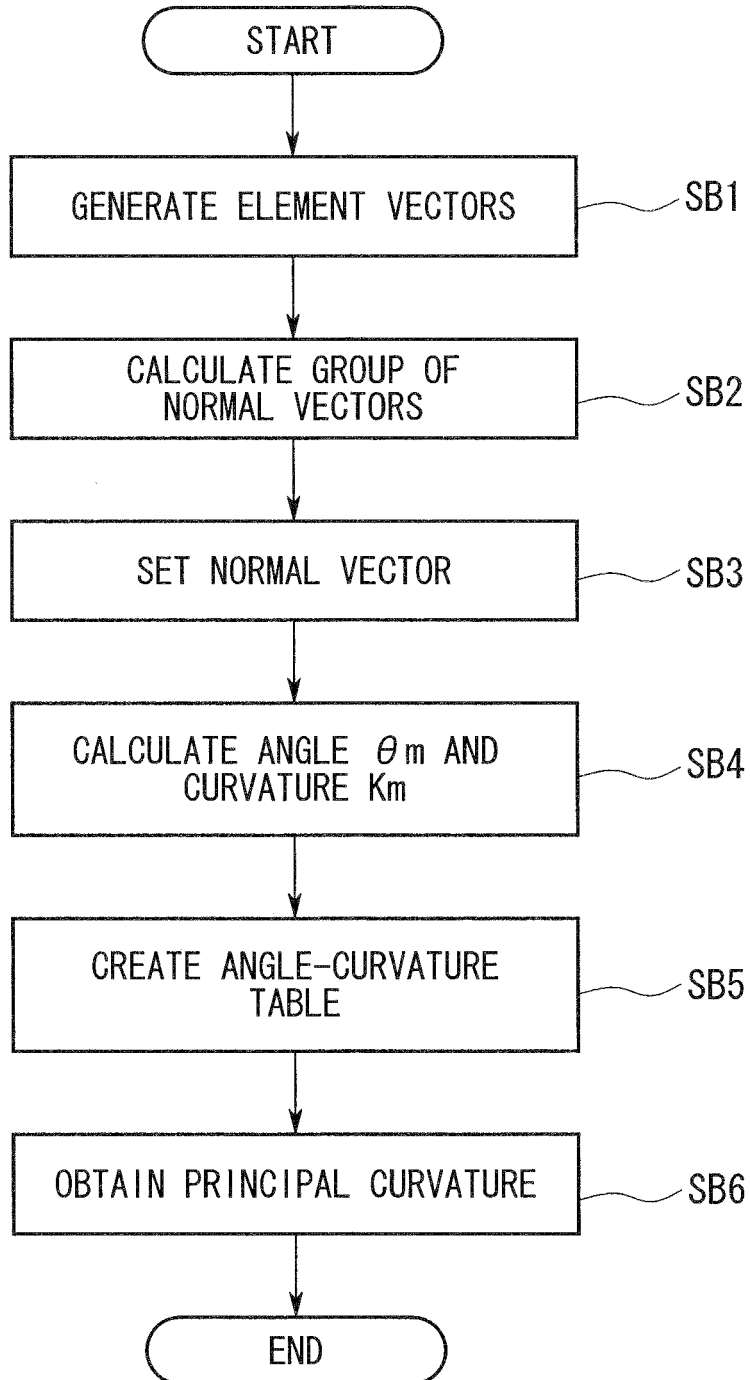 START
GENERATE ELEMENT VECTORS
SB1
CALCULATE GROUP OF
NORMAL VECTORS
SB2
SET NORMAL VECTOR
SB3
CALCULATE ANGLE θm AND
CURVATURE Km
SB4
CREATE ANGLE-CURVATURE
TABLE
SB5
OBTAIN PRINCIPAL CURVATURE
SB6
END